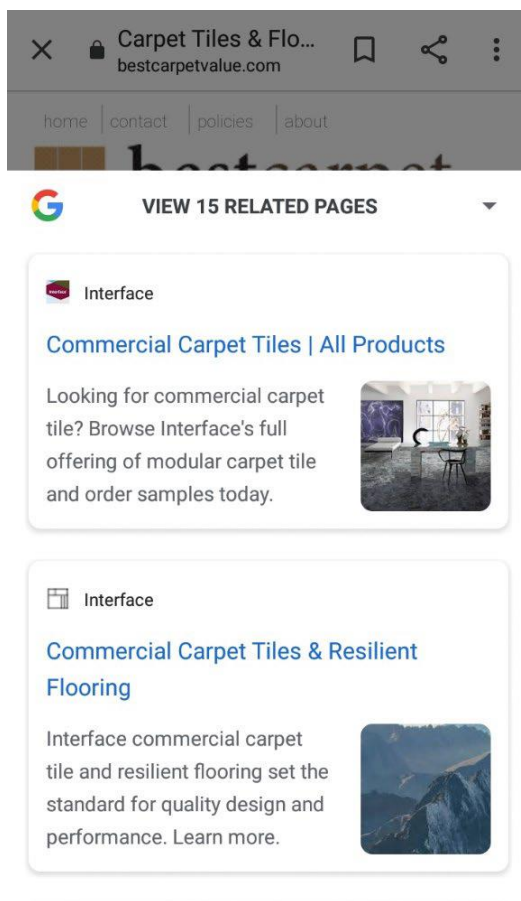 Carpet Tiles & Flo...
bestcarpetvalue.com
home contact policies about
bestcarpet
VIEW 15 RELATED PAGES
Interface
Commercial Carpet Tiles | All Products
Looking for commercial carpet
tile? Browse Interface's full
offering of modular carpet tile
and order samples today.
Interface
Commercial Carpet Tiles & Resilient
Flooring
Interface commercial carpet
tile and resilient flooring set the
standard for quality design and
performance. Learn more.